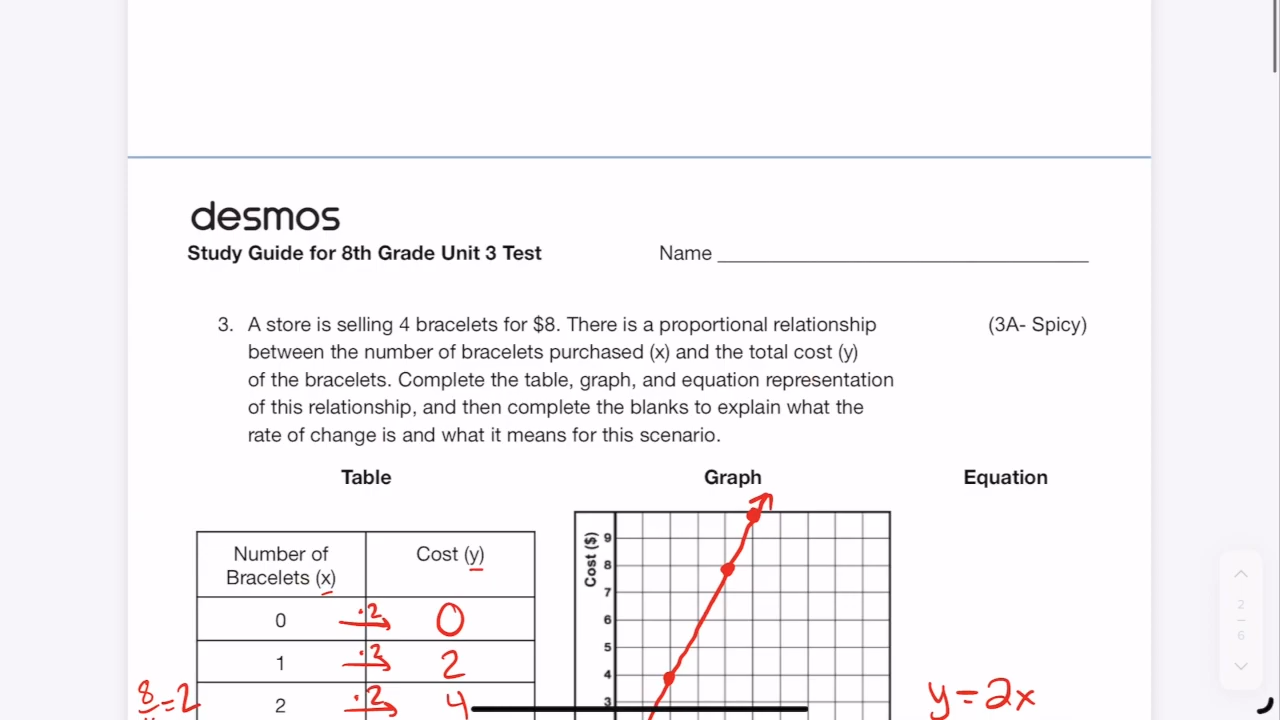 desmos
Study Guide for 8th Grade Unit 3 Test
Name
3. A store is selling 4 bracelets for $8. There is a proportional relationship
(3A- Spicy)
between the number of bracelets purchased (x) and the total cost (y)
of the bracelets. Complete the table, graph, and equation representation
of this relationship, and then complete the blanks to explain what the
rate of change is and what it means for this scenario.
Table
Graph
Equation
Number of
Bracelets (x)
Cost (y)
0 ·2 0
1 ·2 2
2 ·2 4
8
=2
Cost ($)
9
8
7
6
5
4
3
y=2x
2
6